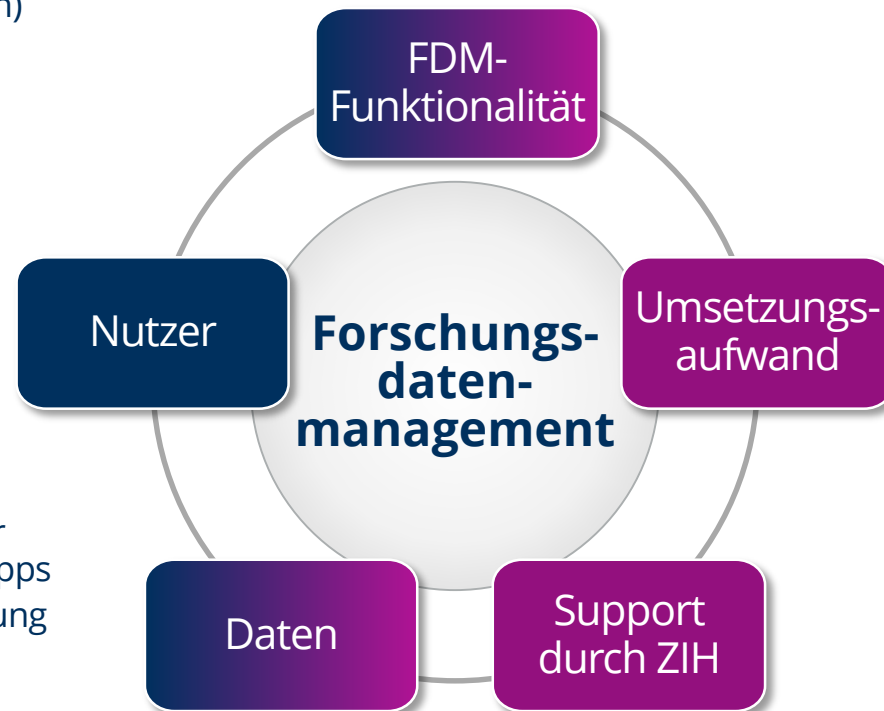 FDM-
Funktionalität
Nutzer
Forschungs-
daten-
management
Umsetzungs-
aufwand
Daten
Support
durch ZIH